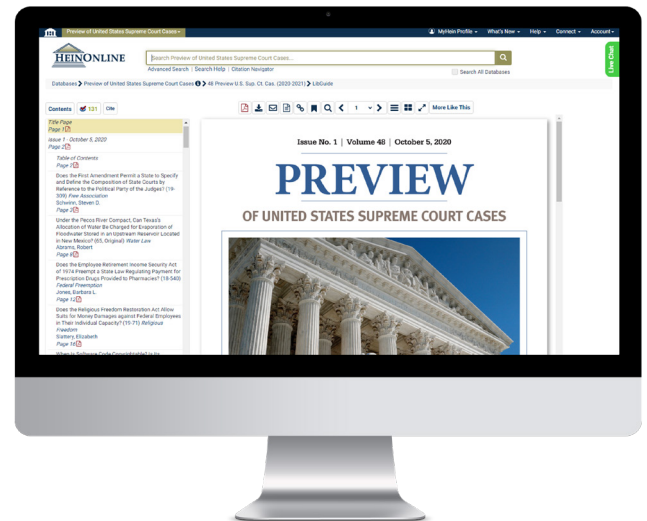 Preview of United States Supreme Court Cases
MyHein Profile
What's New
Help
Connect
Account
HEINONLINE
Search Preview of United States Supreme Court Cases...
Advanced Search | Search Help | Citation Navigator
Search All Databases
Live Chat
Databases > Preview of United States Supreme Court Cases > 48 Preview U.S. Sup. Ct. Cas. (2020-2021) > LibGuide
Contents
121
Cite
1
More Like This
Title Page
Page 1
Issue 1 - October 5, 2020
Page 2
Table of Contents
Page 2
Does the First Amendment Permit a State to Specify
and Define the Composition of State Courts by
Reference to the Political Party of the Judges? (19-
309) Free Association
Schwinn, Steven D.
Page 3
Under the Pecos River Compact, Can Texas's
Allocation of Water Be Charged for Evaporation of
Floodwater Stored in an Upstream Reservoir Located
in New Mexico? (65, Original) Water Law
Abrams, Robert
Page 8
Does the Employee Retirement Income Security Act
of 1974 Preempt a State Law Regulating Payment for
Prescription Drugs Provided to Pharmacies? (18-540)
Federal Preemption
Jones, Barbara L.
Page 12
Does the Religious Freedom Restoration Act Allow
Suits for Money Damages against Federal Employees
in Their Individual Capacity? (19-71) Religious
Freedom
Slattery, Elizabeth
Page 16
When Is Software Code Copyrightable? Is Its
Issue No. 1 | Volume 48 | October 5, 2020
PREVIEW
OF UNITED STATES SUPREME COURT CASES